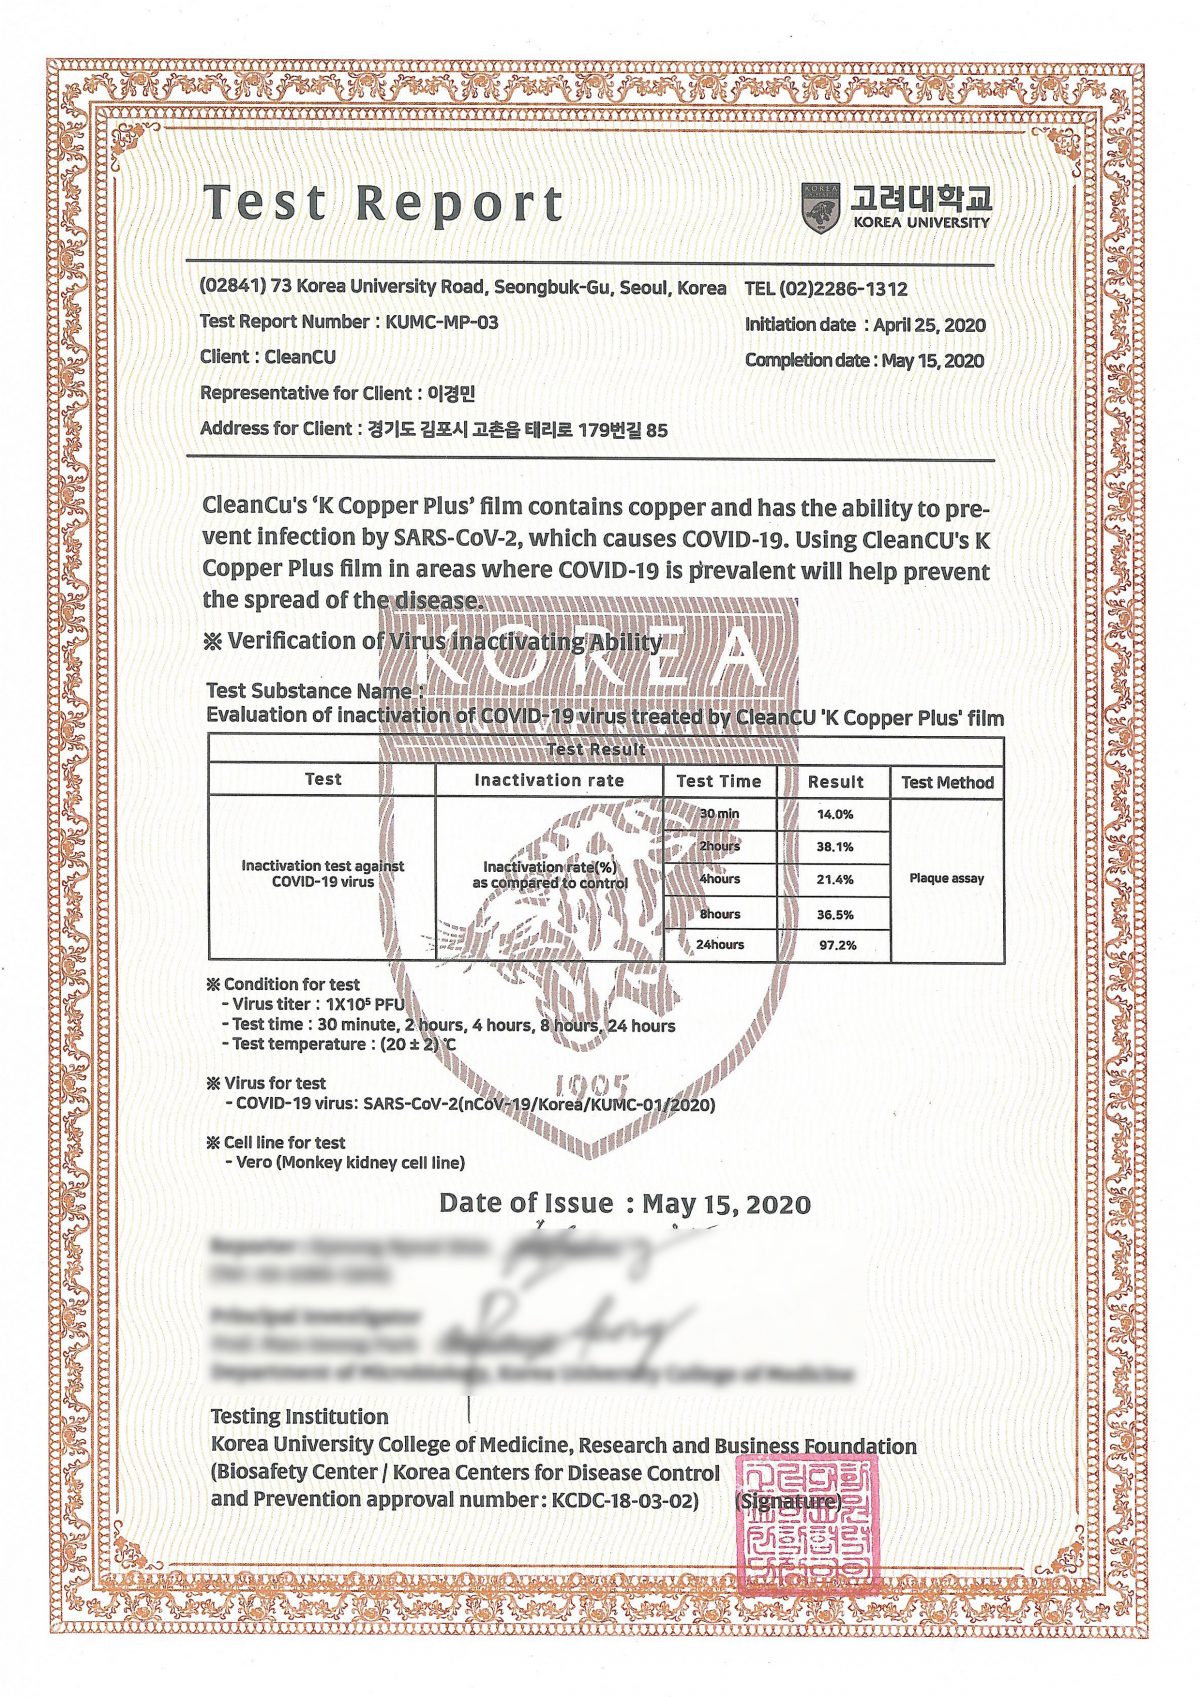 Test Report
KOREA
고려대학교
KOREA UNIVERSITY
(02841) 73 Korea University Road, Seongbuk-Gu, Seoul, Korea TEL (02)2286-1312
Test Report Number : KUMC-MP-03
Initiation date : April 25, 2020
Client : CleanCU
Completion date : May 15, 2020
Representative for Client : 이경민
Address for Client : 경기도 김포시 고촌읍 태리로 179번길 85
CleanCu's ‘K Copper Plus’ film contains copper and has the ability to pre-
vent infection by SARS-CoV-2, which causes COVID-19. Using CleanCU's K
Copper Plus film in areas where COVID-19 is prevalent will help prevent
the spread of the disease.
KOREA
※ Verification of Virus Inactivating Ability
Test Substance Name :
Evaluation of inactivation of COVID-19 virus treated by CleanCU 'K Copper Plus' film
Test Result
Test Inactivation rate Test Time Result Test Method
Inactivation test against
COVID-19 virus
Inactivation rate(%)
as compared to control
30 min 14.0%
2hours 38.1%
4hours 21.4%
8hours 36.5%
24hours 97.2%
Plaque assay
※ Condition for test
- Virus titer : 1X10⁵ PFU
- Test time : 30 minute, 2 hours, 4 hours, 8 hours, 24 hours
- Test temperature : (20 ± 2) ℃
1905
※ Virus for test
- COVID-19 virus: SARS-CoV-2(nCoV-19/Korea/KUMC-01/2020)
※ Cell line for test
- Vero (Monkey kidney cell line)
Date of Issue : May 15, 2020
Testing Institution
Korea University College of Medicine, Research and Business Foundation
(Biosafety Center / Korea Centers for Disease Control
and Prevention approval number : KCDC-18-03-02) (Signature)